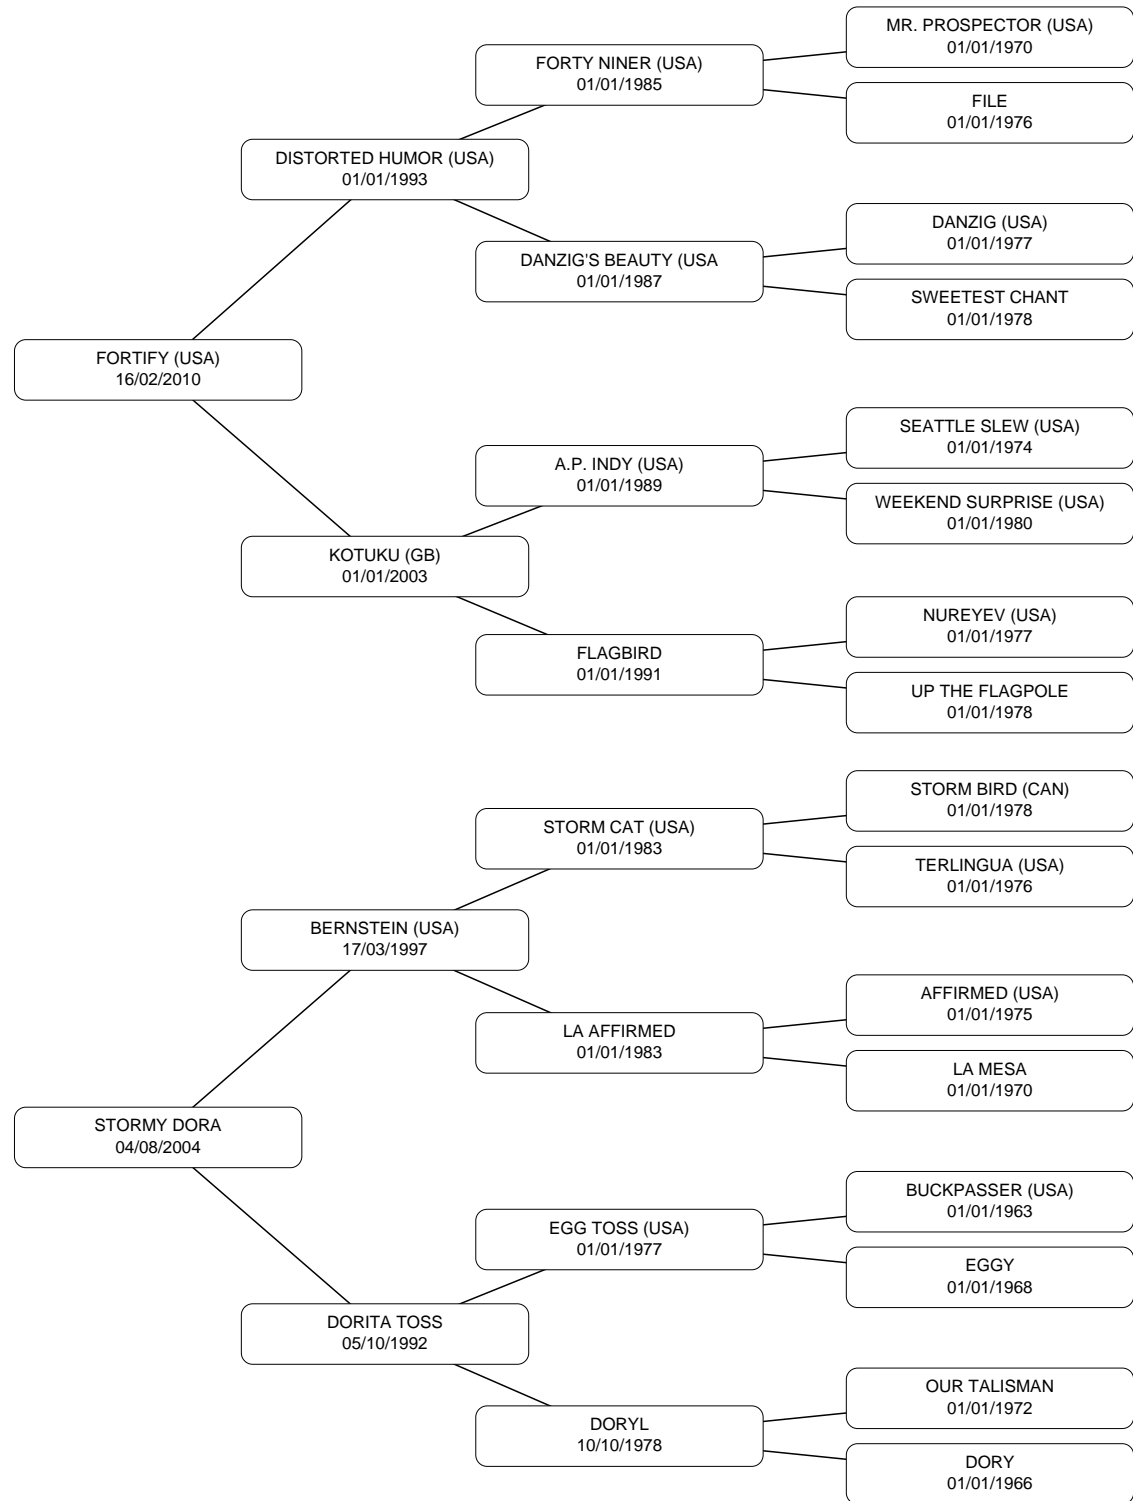 MR. PROSPECTOR (USA)
01/01/1970
FORTY NINER (USA)
01/01/1985
FILE
01/01/1976
DISTORTED HUMOR (USA)
01/01/1993
DANZIG (USA)
01/01/1977
DANZIG'S BEAUTY (USA
01/01/1987
SWEETEST CHANT
01/01/1978
FORTIFY (USA)
16/02/2010
SEATTLE SLEW (USA)
01/01/1974
A.P. INDY (USA)
01/01/1989
WEEKEND SURPRISE (USA)
01/01/1980
KOTUKU (GB)
01/01/2003
NUREYEV (USA)
01/01/1977
FLAGBIRD
01/01/1991
UP THE FLAGPOLE
01/01/1978
STORM BIRD (CAN)
01/01/1978
STORM CAT (USA)
01/01/1983
TERLINGUA (USA)
01/01/1976
BERNSTEIN (USA)
17/03/1997
AFFIRMED (USA)
01/01/1975
LA AFFIRMED
01/01/1983
LA MESA
01/01/1970
STORMY DORA
04/08/2004
BUCKPASSER (USA)
01/01/1963
EGG TOSS (USA)
01/01/1977
EGGY
01/01/1968
DORITA TOSS
05/10/1992
OUR TALISMAN
01/01/1972
DORYL
10/10/1978
DORY
01/01/1966